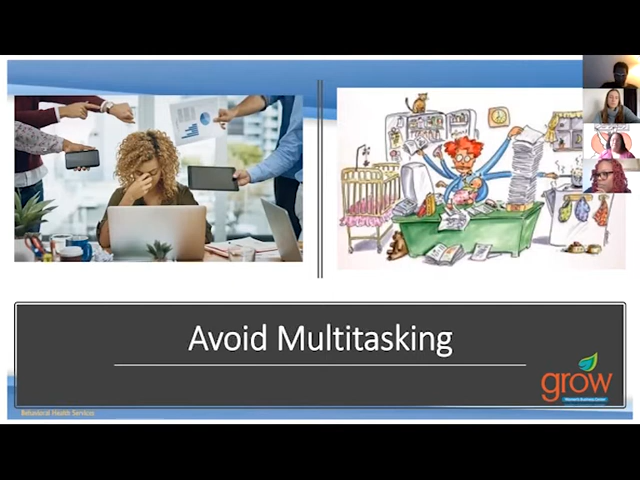 Avoid Multitasking
grow
Women's Business Center
Behavioral Health Services